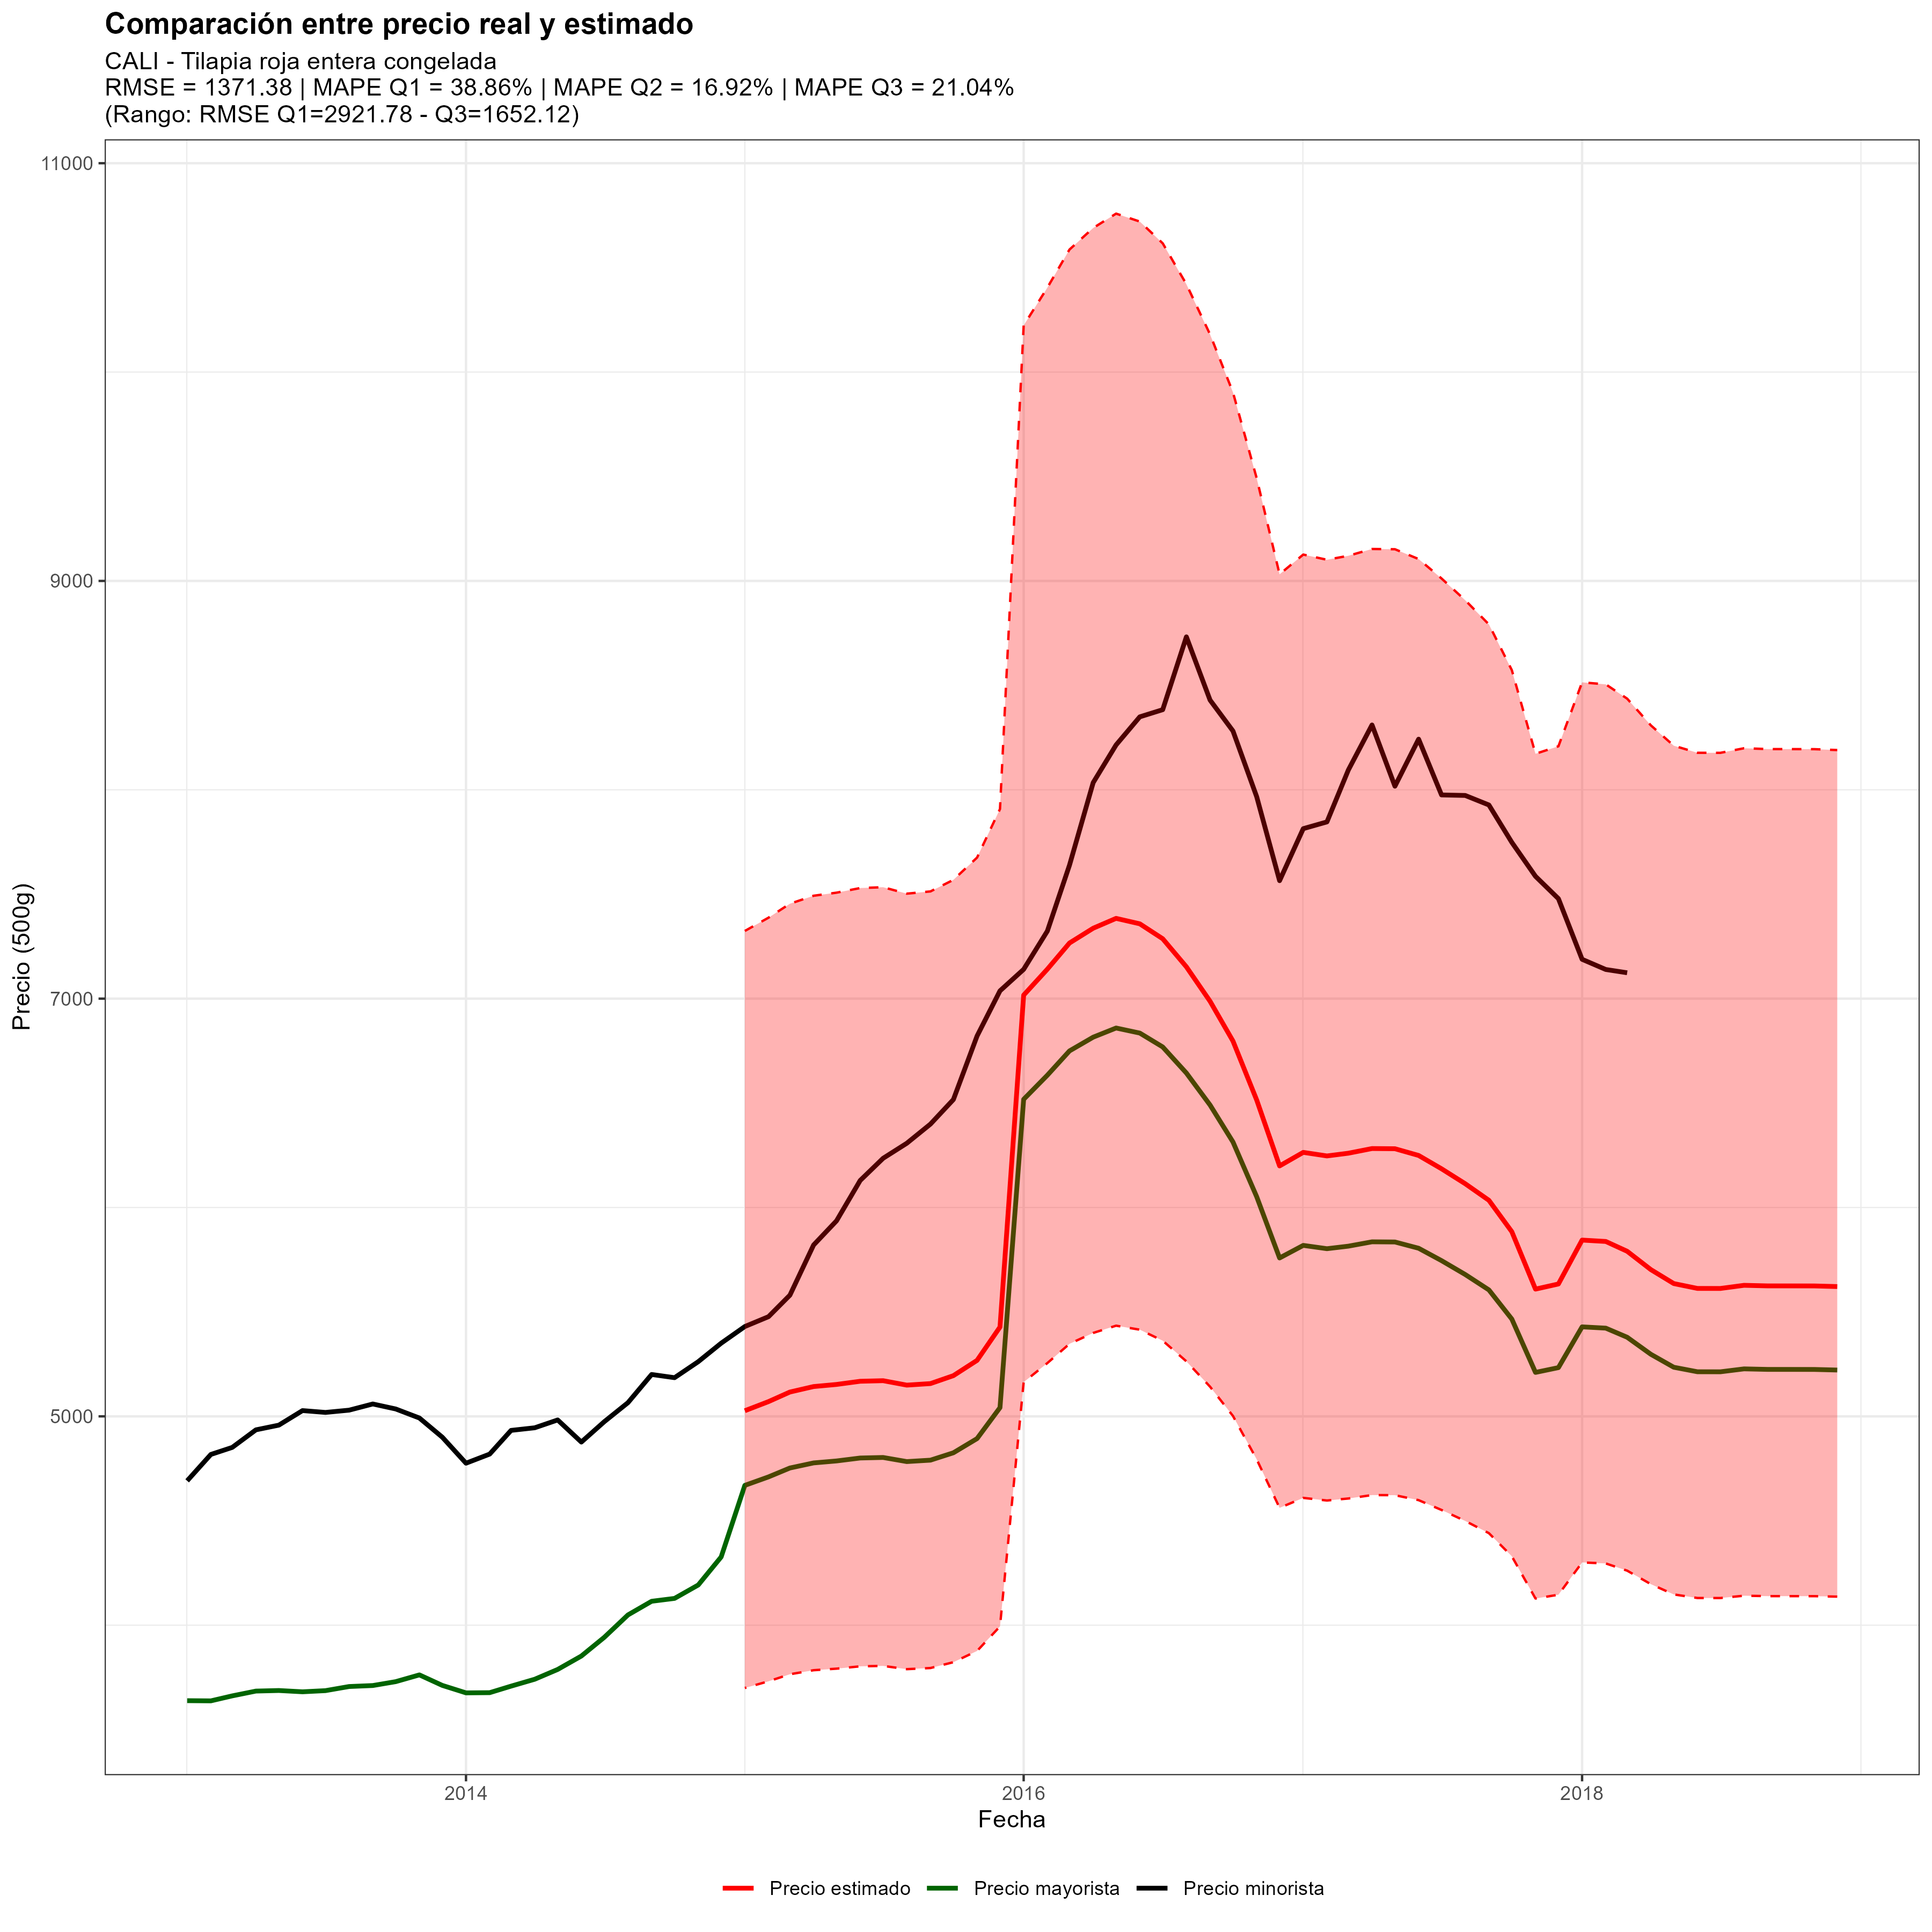 Comparación entre precio real y estimado
CALI - Tilapia roja entera congelada
RMSE = 1371.38 | MAPE Q1 = 38.86% | MAPE Q2 = 16.92% | MAPE Q3 = 21.04%
(Rango: RMSE Q1=2921.78 - Q3=1652.12)
11000
9000
7000
5000
Precio (500g)
2014
2016
2018
Fecha
Precio estimado
Precio mayorista
Precio minorista